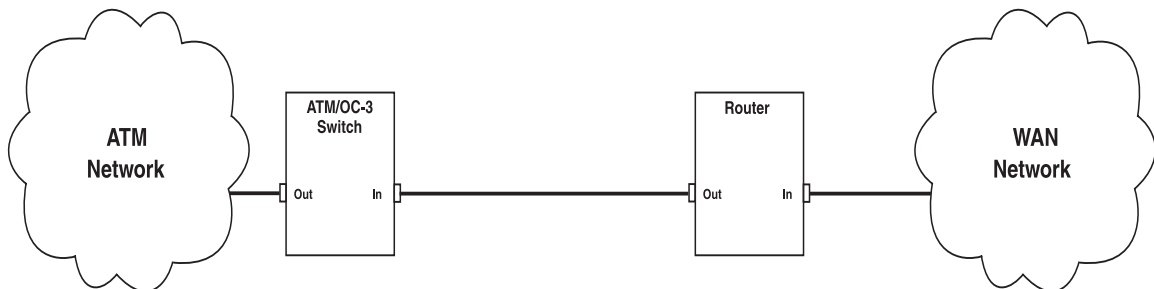 ATM
Network
ATM/OC-3
Switch
Out
In
Router
Out
In
WAN
Network